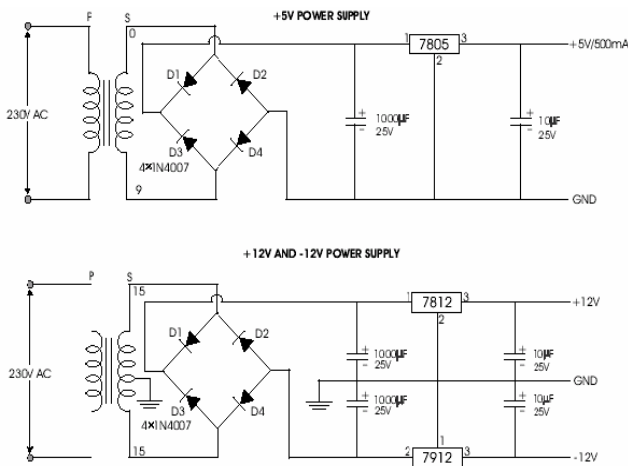 +5V POWER SUPPLY
P S
0
1 7805 3
+5V/500mA
2
D1 D2
230V AC
1000µF
25V
10µF
25V
D3 D4
4×1N4007
9
GND
+12V AND -12V POWER SUPPLY
P S
15
1 7812 3
+12V
2
D1 D2
1000µF
25V
10µF
25V
230V AC
GND
D3 D4
1000µF
25V
10µF
25V
4×1N4007
15
1
2 7912 3
-12V